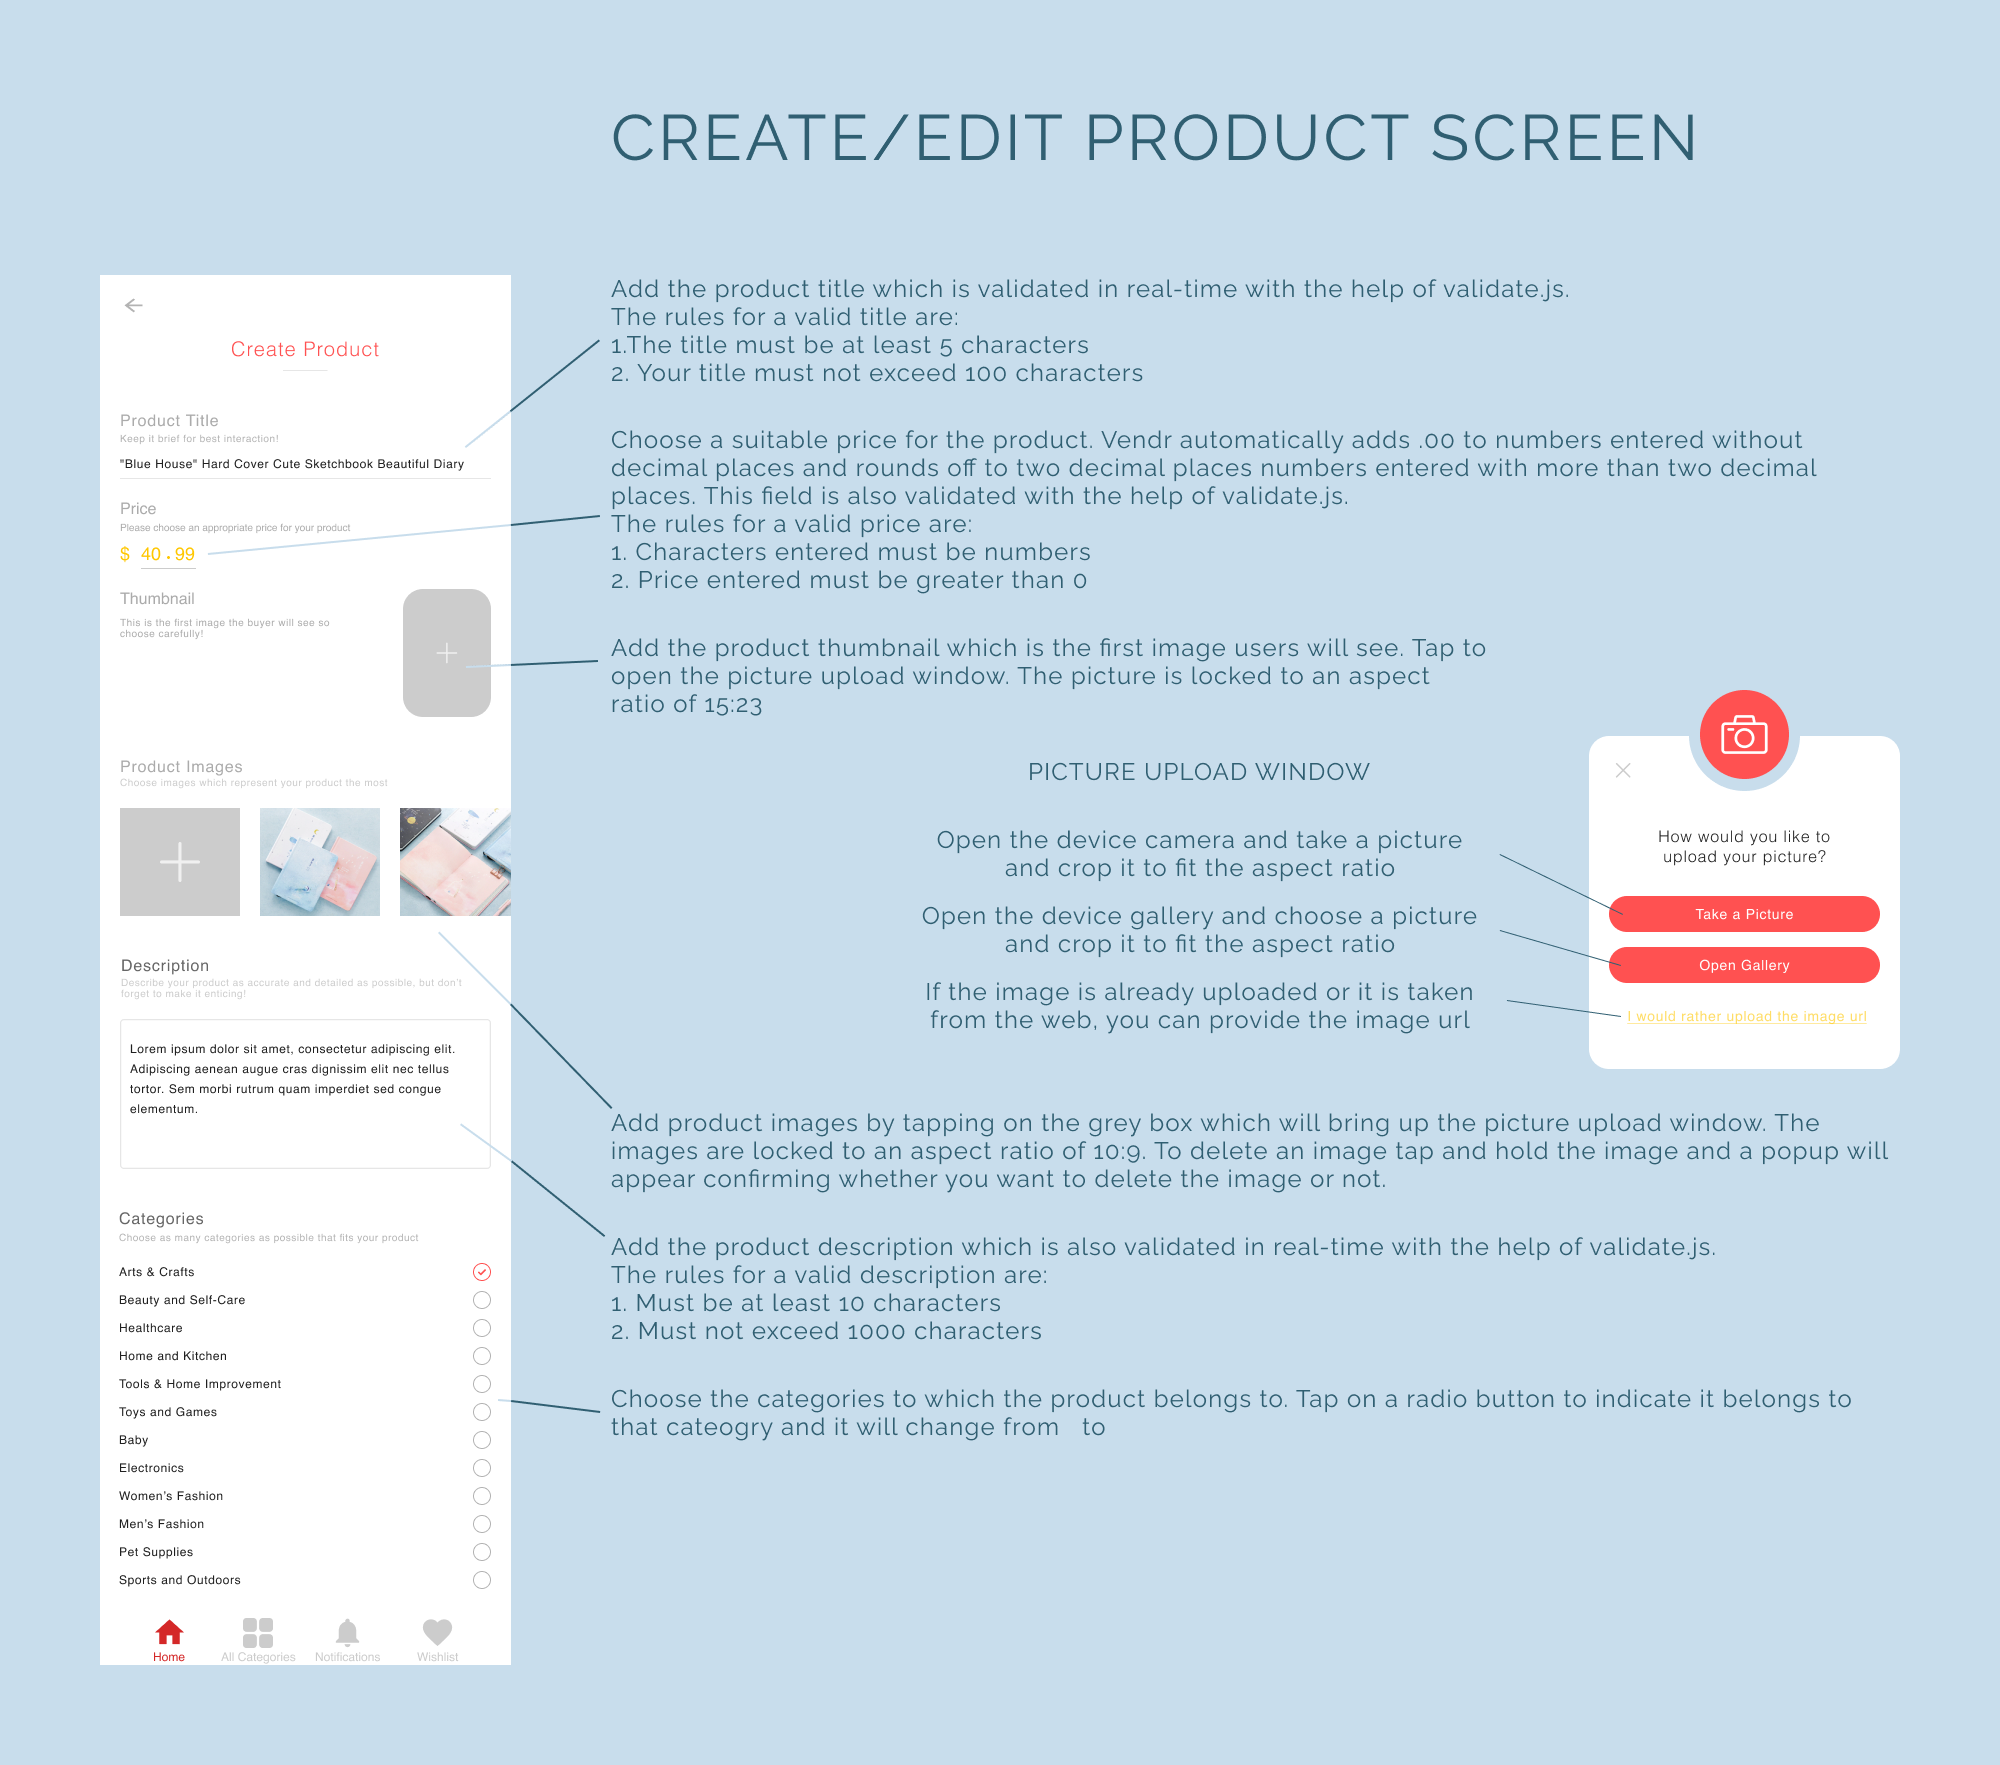 CREATE/EDIT PRODUCT SCREEN
Create Product
Product Title
Keep it brief for best interaction!
"Blue House" Hard Cover Cute Sketchbook Beautiful Diary
Price
Please choose an appropriate price for your product
$ 40.99
Thumbnail
This is the first image the buyer will see so
choose carefully!
Product Images
Choose images which represent your product the most
Description
Describe your product as accurate and detailed as possible, but don't
forget to make it enticing!
Lorem ipsum dolor sit amet, consectetur adipiscing elit.
Adipiscing aenean augue cras dignissim elit nec tellus
tortor. Sem morbi rutrum quam imperdiet sed congue
elementum.
Categories
Choose as many categories as possible that fits your product
Arts & Crafts
Beauty and Self-Care
Healthcare
Home and Kitchen
Tools & Home Improvement
Toys and Games
Baby
Electronics
Women's Fashion
Men's Fashion
Pet Supplies
Sports and Outdoors
Home
All Categories
Notifications
Wishlist
Add the product title which is validated in real-time with the help of validate.js.
The rules for a valid title are:
1.The title must be at least 5 characters
2. Your title must not exceed 100 characters
Choose a suitable price for the product. Vendr automatically adds .00 to numbers entered without
decimal places and rounds off to two decimal places numbers entered with more than two decimal
places. This field is also validated with the help of validate.js.
The rules for a valid price are:
1. Characters entered must be numbers
2. Price entered must be greater than 0
Add the product thumbnail which is the first image users will see. Tap to
open the picture upload window. The picture is locked to an aspect
ratio of 15:23
PICTURE UPLOAD WINDOW
Open the device camera and take a picture
and crop it to fit the aspect ratio
Open the device gallery and choose a picture
and crop it to fit the aspect ratio
If the image is already uploaded or it is taken
from the web, you can provide the image url
How would you like to
upload your picture?
Take a Picture
Open Gallery
I would rather upload the image url
Add product images by tapping on the grey box which will bring up the picture upload window. The
images are locked to an aspect ratio of 10:9. To delete an image tap and hold the image and a popup will
appear confirming whether you want to delete the image or not.
Add the product description which is also validated in real-time with the help of validate.js.
The rules for a valid description are:
1. Must be at least 10 characters
2. Must not exceed 1000 characters
Choose the categories to which the product belongs to. Tap on a radio button to indicate it belongs to
that cateogry and it will change from to